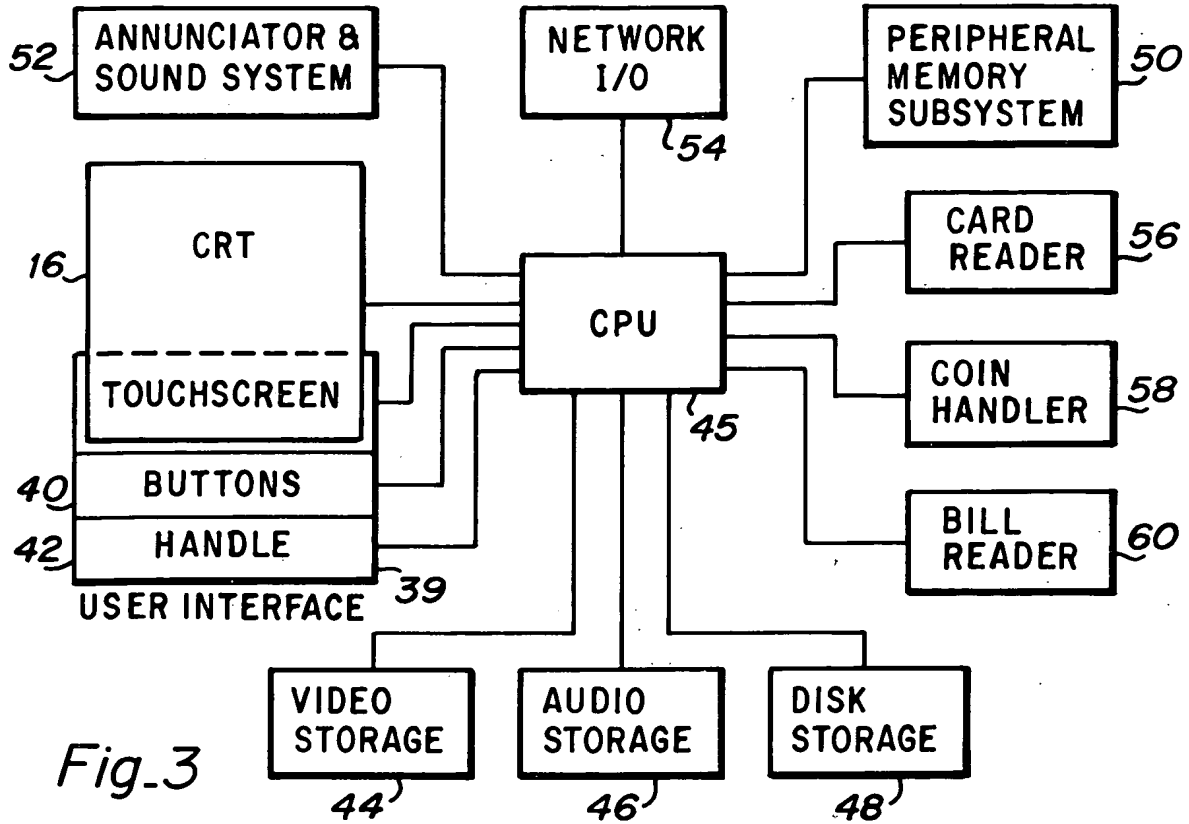 ANNUNCIATOR &
SOUND SYSTEM
52
NETWORK
I/O
54
PERIPHERAL
MEMORY
SUBSYSTEM
50
CRT
16
TOUCHSCREEN
BUTTONS
40
HANDLE
42
39
USER INTERFACE
CPU
45
CARD
READER
56
COIN
HANDLER
58
BILL
READER
60
VIDEO
STORAGE
44
AUDIO
STORAGE
46
DISK
STORAGE
48
Fig_3